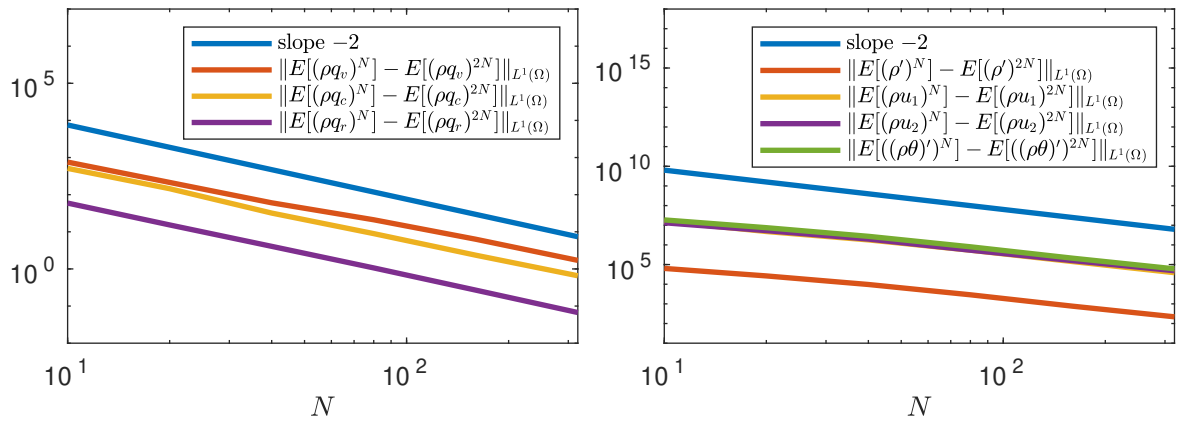 slope −2
‖E[(ρq_v)^N] − E[(ρq_v)^{2N}]‖_{L^1(Ω)}
‖E[(ρq_c)^N] − E[(ρq_c)^{2N}]‖_{L^1(Ω)}
‖E[(ρq_r)^N] − E[(ρq_r)^{2N}]‖_{L^1(Ω)}
10^5
10^0
10^1 10^2
N
slope −2
‖E[(ρ′)^N] − E[(ρ′)^{2N}]‖_{L^1(Ω)}
‖E[(ρu_1)^N] − E[(ρu_1)^{2N}]‖_{L^1(Ω)}
‖E[(ρu_2)^N] − E[(ρu_2)^{2N}]‖_{L^1(Ω)}
‖E[((ρθ)′)^N] − E[((ρθ)′)^{2N}]‖_{L^1(Ω)}
10^15
10^10
10^5
10^1 10^2
N